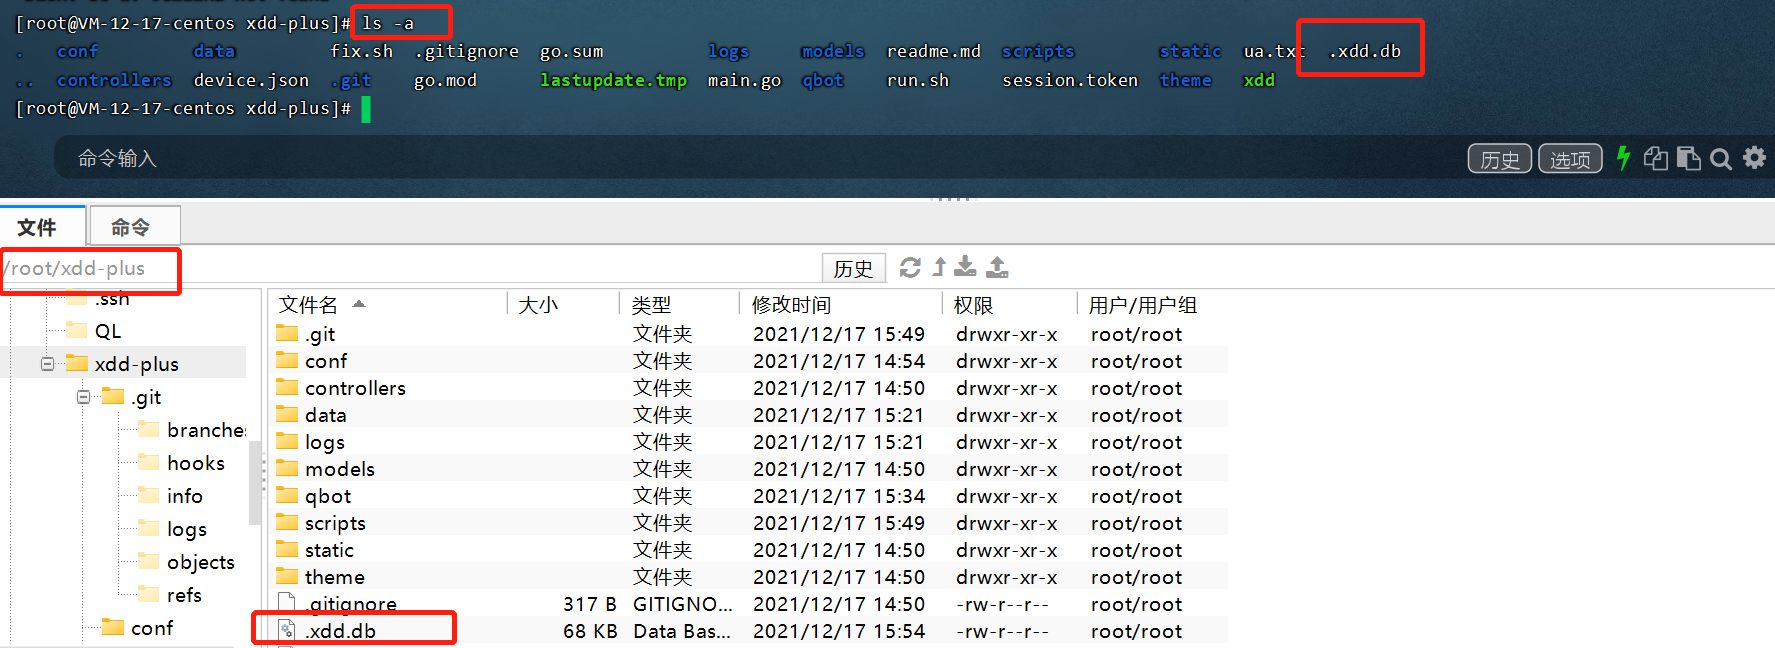 [root@VM-12-17-centos xdd-plus]# ls -a
. conf data fix.sh .gitignore go.sum logs models readme.md scripts static ua.txt .xdd.db
.. controllers device.json .git go.mod lastupdate.tmp main.go qbot run.sh session.token theme xdd
[root@VM-12-17-centos xdd-plus]#
命令输入 历史 选项
文件 命令
/root/xdd-plus 历史
.ssh
QL
xdd-plus
.git
branches
hooks
info
logs
objects
refs
conf
文件名 大小 类型 修改时间 权限 用户/用户组
.git 文件夹 2021/12/17 15:49 drwxr-xr-x root/root
conf 文件夹 2021/12/17 14:54 drwxr-xr-x root/root
controllers 文件夹 2021/12/17 14:50 drwxr-xr-x root/root
data 文件夹 2021/12/17 15:21 drwxr-xr-x root/root
logs 文件夹 2021/12/17 15:21 drwxr-xr-x root/root
models 文件夹 2021/12/17 14:50 drwxr-xr-x root/root
qbot 文件夹 2021/12/17 15:34 drwxr-xr-x root/root
scripts 文件夹 2021/12/17 15:49 drwxr-xr-x root/root
static 文件夹 2021/12/17 14:50 drwxr-xr-x root/root
theme 文件夹 2021/12/17 14:50 drwxr-xr-x root/root
.gitignore 317 B GITIGNO... 2021/12/17 14:50 -rw-r--r-- root/root
.xdd.db 68 KB Data Bas... 2021/12/17 15:54 -rw-r--r-- root/root